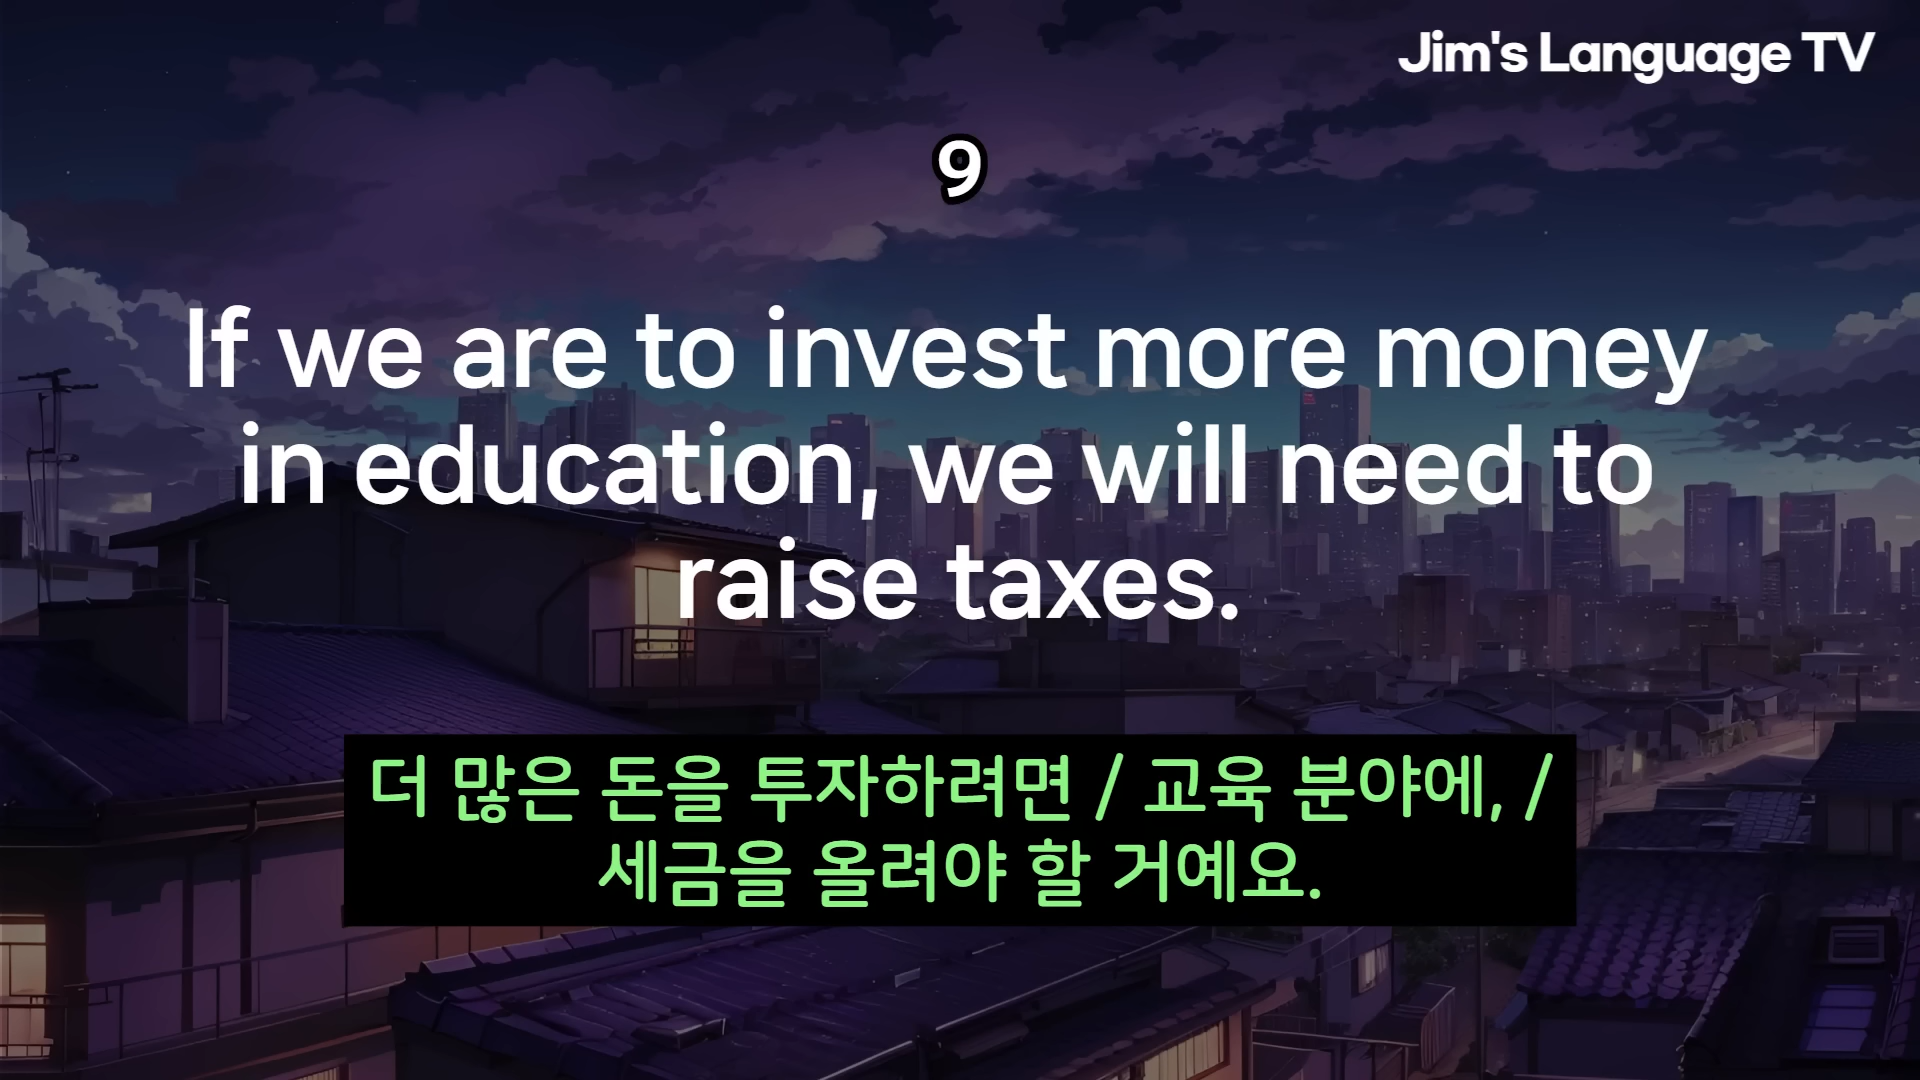 Jim's Language TV
9
If we are to invest more money
in education, we will need to
raise taxes.
더 많은 돈을 투자하려면 / 교육 분야에, /
세금을 올려야 할 거예요.